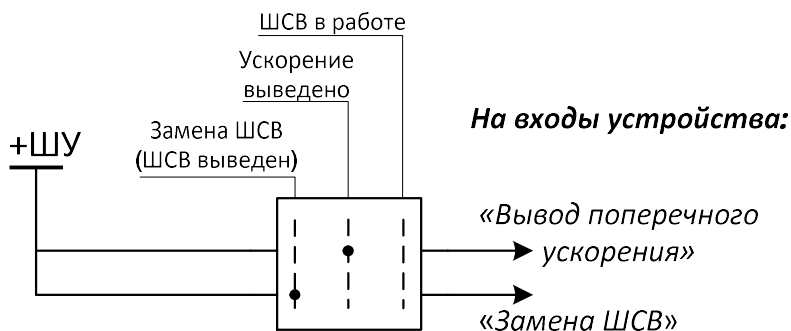 ШСВ в работе
Ускорение
выведено
Замена ШСВ
(ШСВ выведен)
+ШУ
На входы устройства:
«Вывод поперечного
ускорения»
«Замена ШСВ»